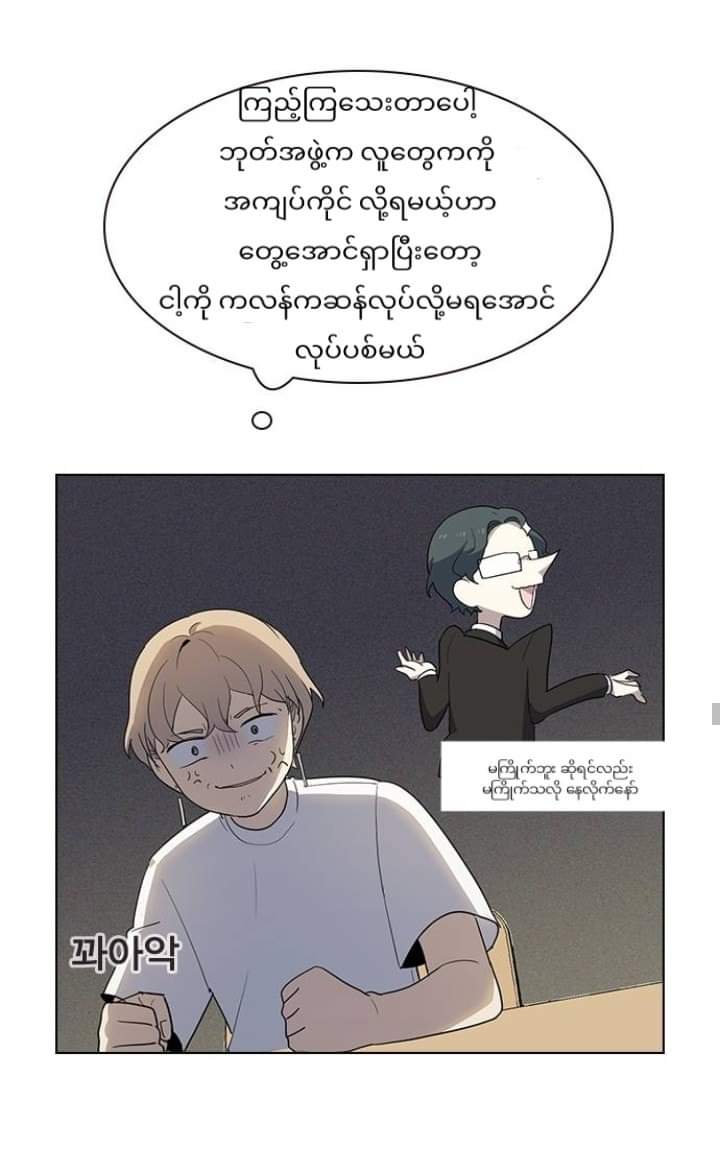 ကြည့်ကြသေးတာပေါ့
ဘုတ်အဖွဲ့က လူတွေကကို
အကျပ်ကိုင် လို့ရမယ့်ဟာ
တွေ့အောင်ရှာပြီးတော့
ငါ့ကို ကလန်ကဆန်လုပ်လို့မရအောင်
လုပ်ပစ်မယ်
မကြိုက်ဘူး ဆိုရင်လည်း
မကြိုက်သလို နေလိုက်နော်
꽈아악